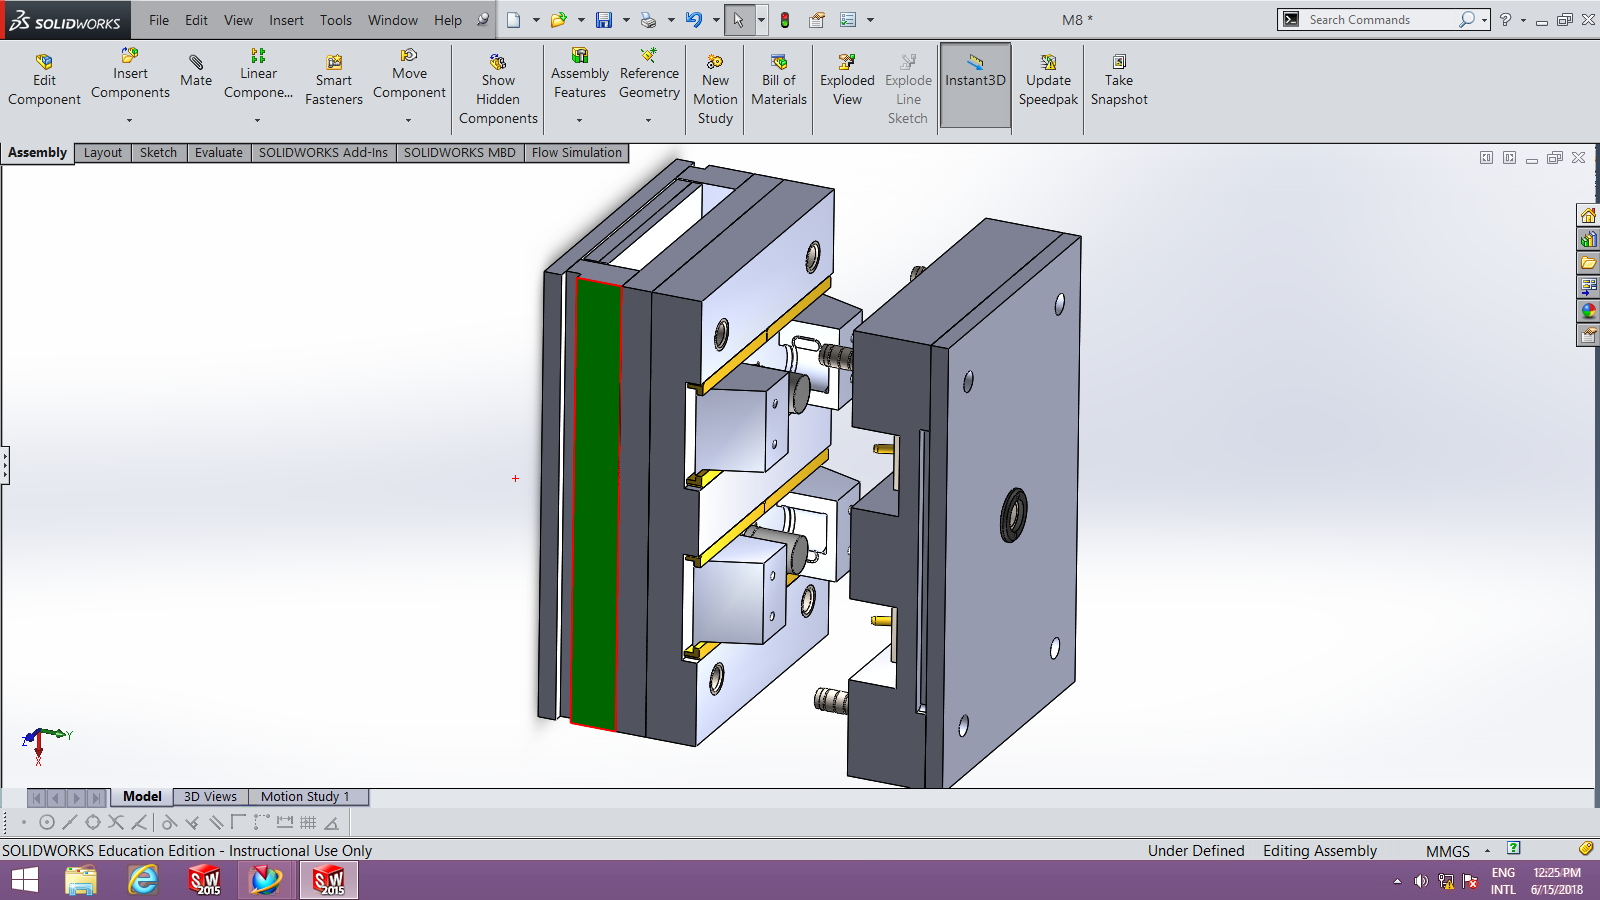 SOLIDWORKS File Edit View Insert Tools Window Help M8 * Search Commands
Edit Component
Insert Components
Mate
Linear Compone...
Smart Fasteners
Move Component
Show Hidden Components
Assembly Features
Reference Geometry
New Motion Study
Bill of Materials
Exploded View
Explode Line Sketch
Instant3D
Update Speedpak
Take Snapshot
Assembly Layout Sketch Evaluate SOLIDWORKS Add-Ins SOLIDWORKS MBD Flow Simulation
Y
Z
X
Model 3D Views Motion Study 1
SOLIDWORKS Education Edition - Instructional Use Only Under Defined Editing Assembly MMGS
SW 2015 SW 2015 ENG 12:25 PM
INTL 6/15/2018